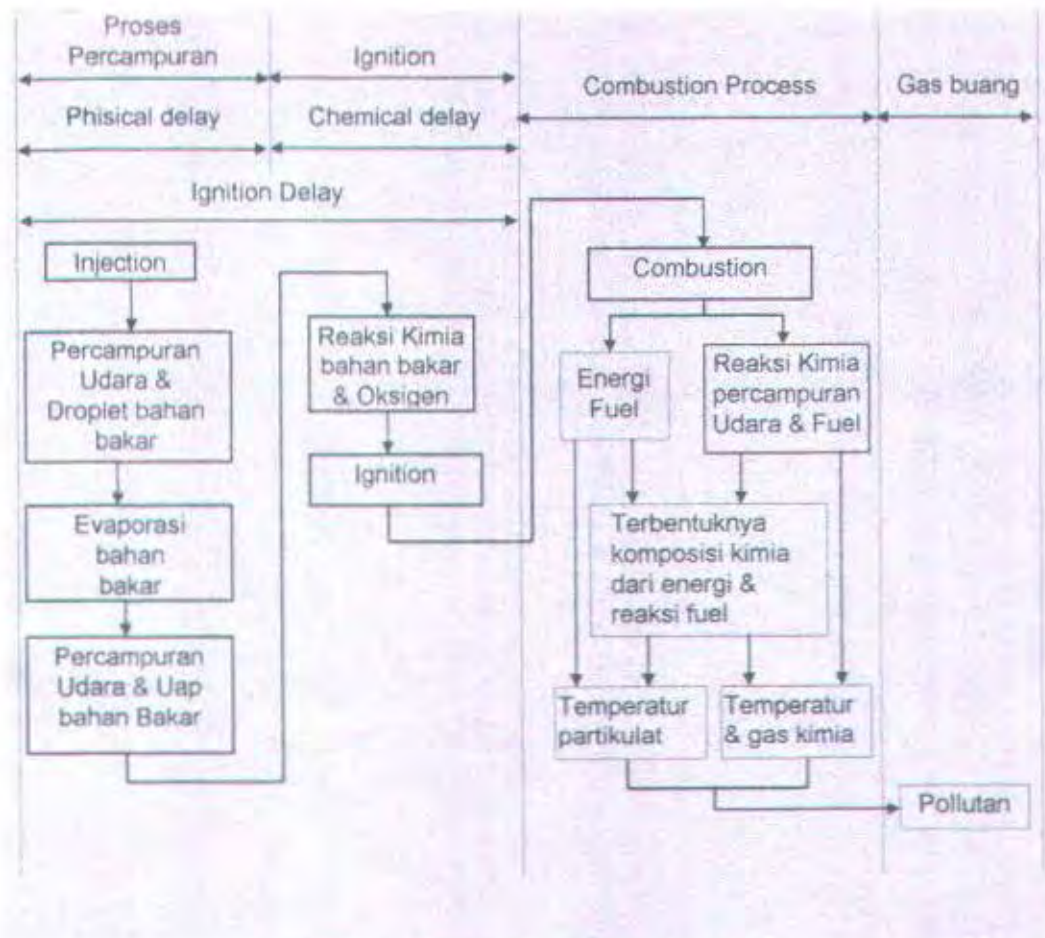 Proses
Percampuran
Ignition
Combustion Process
Gas buang
Phisical delay
Chemical delay
Ignition Delay
Injection
Percampuran
Udara &
Droplet bahan
bakar
Evaporasi
bahan
bakar
Percampuran
Udara & Uap
bahan Bakar
Reaksi Kimia
bahan bakar
& Oksigen
Ignition
Combustion
Energi
Fuel
Reaksi Kimia
percampuran
Udara & Fuel
Terbentuknya
komposisi kimia
dari energi &
reaksi fuel
Temperatur
partikulat
Temperatur
& gas kimia
Pollutan